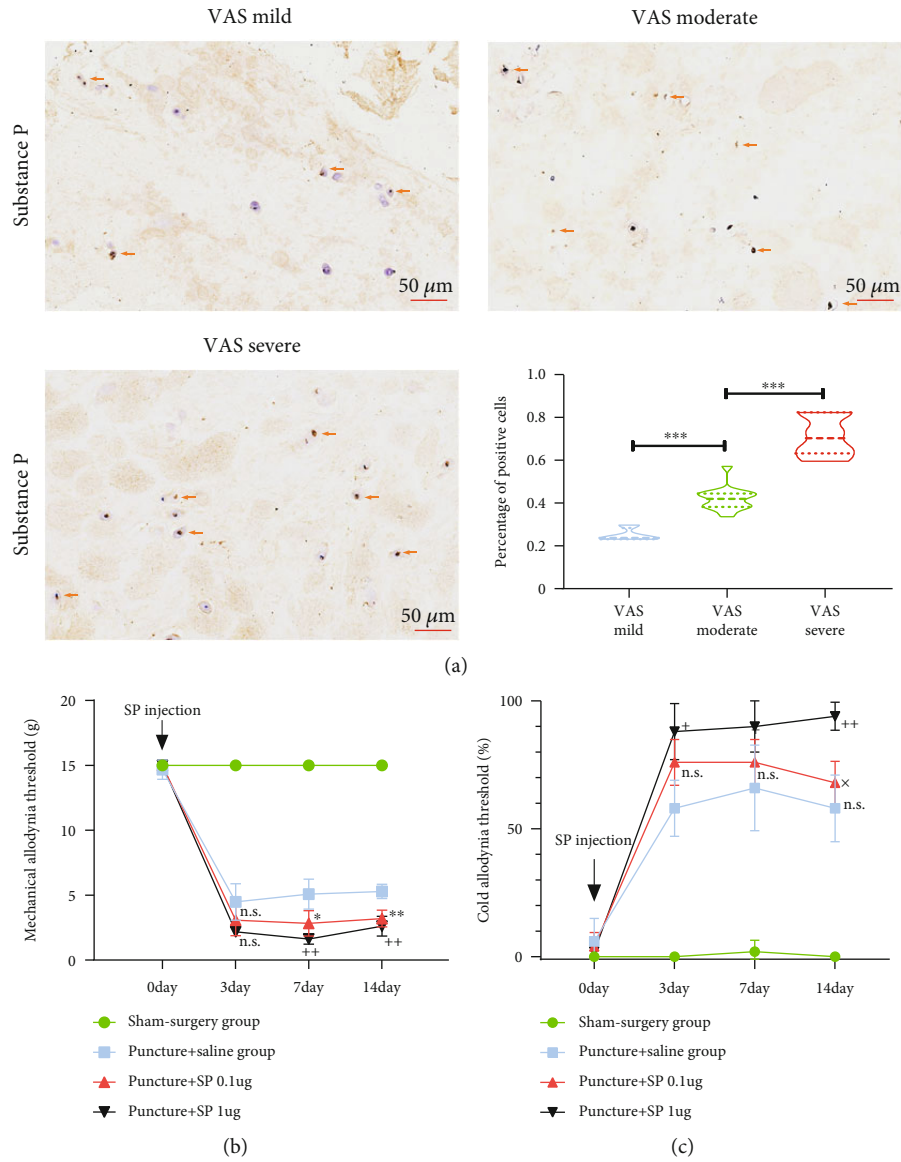 VAS mild
VAS moderate
Substance P
50 µm
50 µm
VAS severe
Substance P
50 µm
Percentage of positive cells
1.0
0.8
0.6
0.4
0.2
0
***
***
VAS
mild
VAS
moderate
VAS
severe
(a)
Mechanical allodynia threshold (g)
20
15
10
5
0
SP injection
n.s.
n.s.
*
++
**
++
0day
3day
7day
14day
Sham-surgery group
Puncture+saline group
Puncture+SP 0.1ug
Puncture+SP 1ug
(b)
Cold allodynia threshold (%)
100
50
0
SP injection
+
n.s.
n.s.
++
×
n.s.
0day
3day
7day
14day
Sham-surgery group
Puncture+saline group
Puncture+SP 0.1ug
Puncture+SP 1ug
(c)